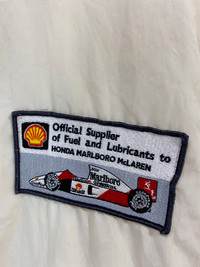 Official Supplier
of Fuel and Lubricants to
HONDA MARLBORO McLAREN
Marlboro